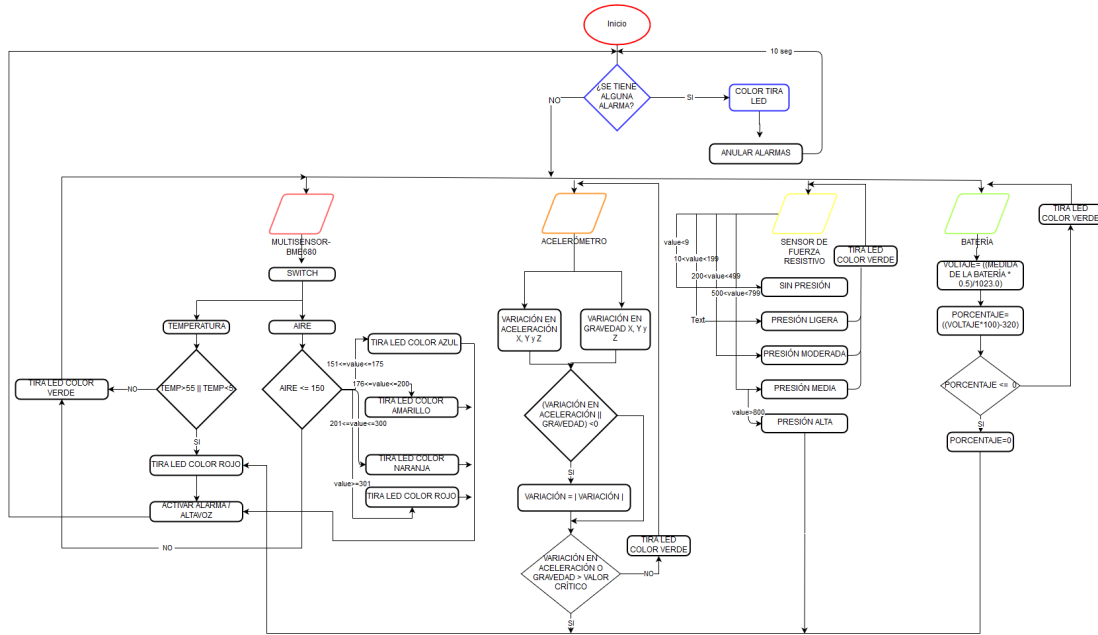 Inicio
10 seg
¿SE TIENE
ALGUNA
ALARMA?
NO
SI
COLOR TIRA
LED
ANULAR ALARMAS
MULTISENSOR-
BME680
SWITCH
TEMPERATURA
AIRE
TEMP>55 || TEMP<5
NO
SI
TIRA LED COLOR
VERDE
TIRA LED COLOR ROJO
ACTIVAR ALARMA /
ALTAVOZ
AIRE <= 150
NO
151<=value<=175
176<=value<=200
201<=value<=300
value>=301
TIRA LED COLOR AZUL
TIRA LED COLOR
AMARILLO
TIRA LED COLOR
NARANJA
TIRA LED COLOR ROJO
ACELERÓMETRO
VARIACIÓN EN
ACELERACIÓN
X, Y y Z
VARIACIÓN EN
GRAVEDAD X, Y y
Z
(VARIACIÓN EN
ACELERACIÓN ||
GRAVEDAD) <0
SI
VARIACIÓN = | VARIACIÓN |
VARIACIÓN EN
ACELERACIÓN O
GRAVEDAD > VALOR
CRÍTICO
NO
SI
TIRA LED
COLOR VERDE
SENSOR DE
FUERZA
RESISTIVO
TIRA LED
COLOR VERDE
value<9
10<value<199
200<value<499
500<value<799
Text
value>800
SIN PRESIÓN
PRESIÓN LIGERA
PRESIÓN MODERADA
PRESIÓN MEDIA
PRESIÓN ALTA
BATERÍA
TIRA LED
COLOR VERDE
VOLTAJE= ((MEDIDA
DE LA BATERÍA *
0.5)/1023.0)
PORCENTAJE=
((VOLTAJE*100)-320)
PORCENTAJE <= 0
SI
PORCENTAJE=0